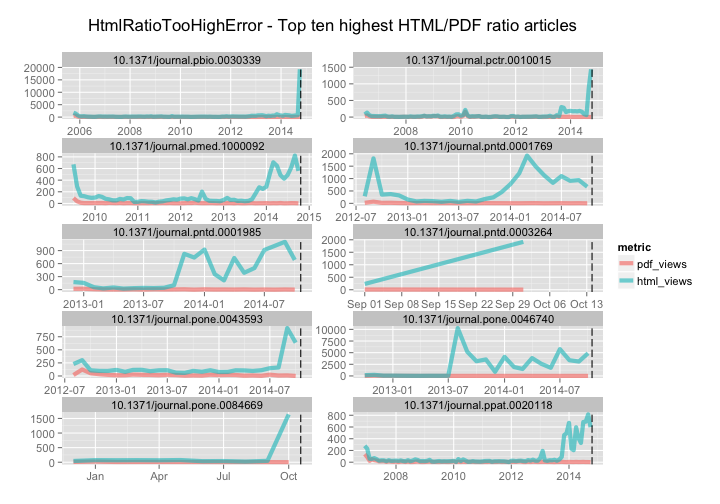 HtmlRatioTooHighError - Top ten highest HTML/PDF ratio articles
10.1371/journal.pbio.0030339
20000
15000
10000
5000
0
2006 2008 2010 2012 2014
10.1371/journal.pctr.0010015
1500
1000
500
0
2008 2010 2012 2014
10.1371/journal.pmed.1000092
800
600
400
200
0
2010 2011 2012 2013 2014 2015
10.1371/journal.pntd.0001769
2000
1500
1000
500
0
2012-07 2013-01 2013-07 2014-01 2014-07
10.1371/journal.pntd.0001985
900
600
300
0
2013-01 2013-07 2014-01 2014-07
10.1371/journal.pntd.0003264
2000
1500
1000
500
0
Sep 01 Sep 08 Sep 15 Sep 22 Sep 29 Oct 06 Oct 13
metric
pdf_views
html_views
10.1371/journal.pone.0043593
750
500
250
0
2012-07 2013-01 2013-07 2014-01 2014-07
10.1371/journal.pone.0046740
10000
7500
5000
2500
0
2013-01 2013-07 2014-01 2014-07
10.1371/journal.pone.0084669
1500
1000
500
0
Jan Apr Jul Oct
10.1371/journal.ppat.0020118
800
600
400
200
0
2008 2010 2012 2014